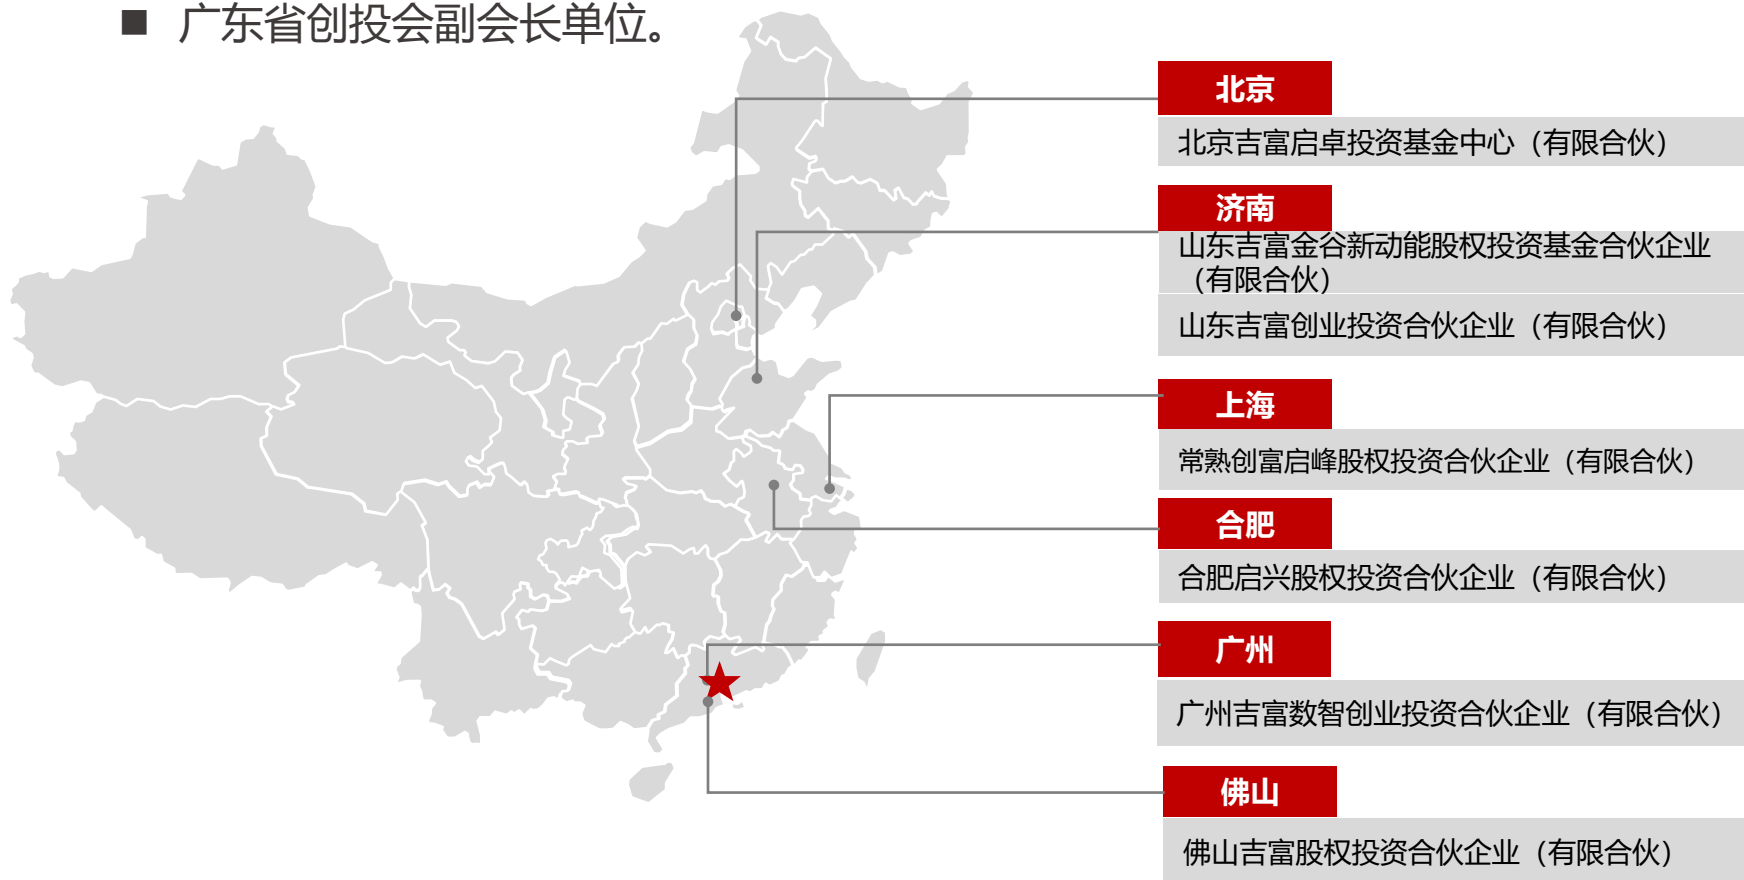 ■ 广东省创投会副会长单位。
北京
北京吉富启卓投资基金中心（有限合伙）
济南
山东吉富金谷新动能股权投资基金合伙企业
（有限合伙）
山东吉富创业投资合伙企业（有限合伙）
上海
常熟创富启峰股权投资合伙企业（有限合伙）
合肥
合肥启兴股权投资合伙企业（有限合伙）
广州
广州吉富数智创业投资合伙企业（有限合伙）
佛山
佛山吉富股权投资合伙企业（有限合伙）